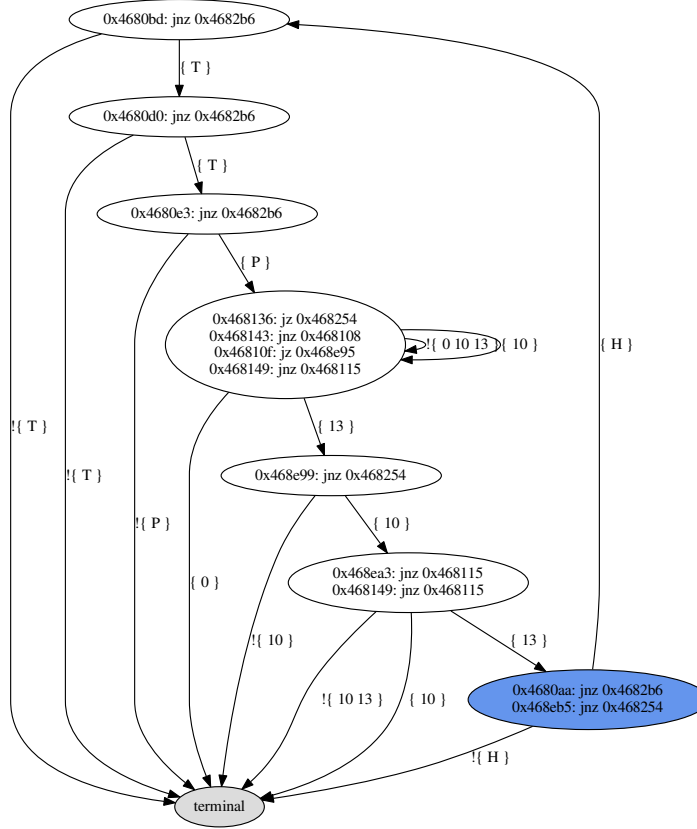 0x4680bd: jnz 0x4682b6
{ T }
0x4680d0: jnz 0x4682b6
{ T }
0x4680e3: jnz 0x4682b6
{ P }
0x468136: jz 0x468254
0x468143: jnz 0x468108
0x46810f: jz 0x468e95
0x468149: jnz 0x468115
!{ 0 10 13 }
{ 10 }
{ H }
!{ T }
!{ T }
!{ P }
{ 13 }
0x468e99: jnz 0x468254
{ 10 }
{ 0 }
0x468ea3: jnz 0x468115
0x468149: jnz 0x468115
!{ 10 }
{ 13 }
!{ 10 13 }
{ 10 }
0x4680aa: jnz 0x4682b6
0x468eb5: jnz 0x468254
!{ H }
terminal